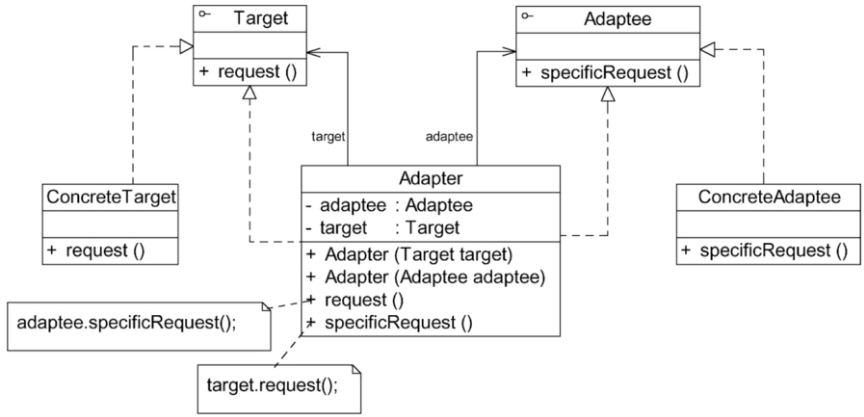 Target
+ request ()
Adaptee
+ specificRequest ()
target
adaptee
ConcreteTarget
+ request ()
Adapter
- adaptee : Adaptee
- target : Target
+ Adapter (Target target)
+ Adapter (Adaptee adaptee)
+ request ()
+ specificRequest ()
ConcreteAdaptee
+ specificRequest ()
adaptee.specificRequest();
target.request();